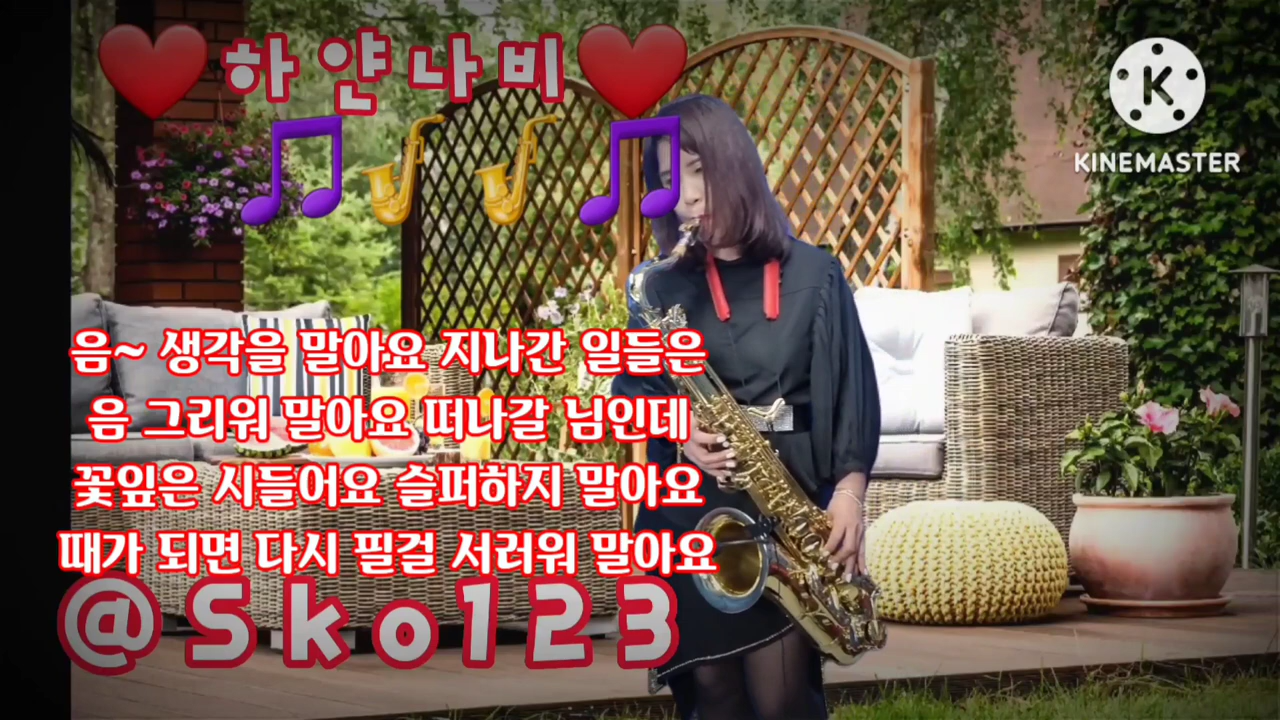 ❤하얀나비❤
🎵🎷🎷🎵
KINEMASTER
음~ 생각을 말아요 지나간 일들은
음 그리워 말아요 떠나갈 님인데
꽃잎은 시들어요 슬퍼하지 말아요
때가 되면 다시 필걸 서러워 말아요
@Sko123